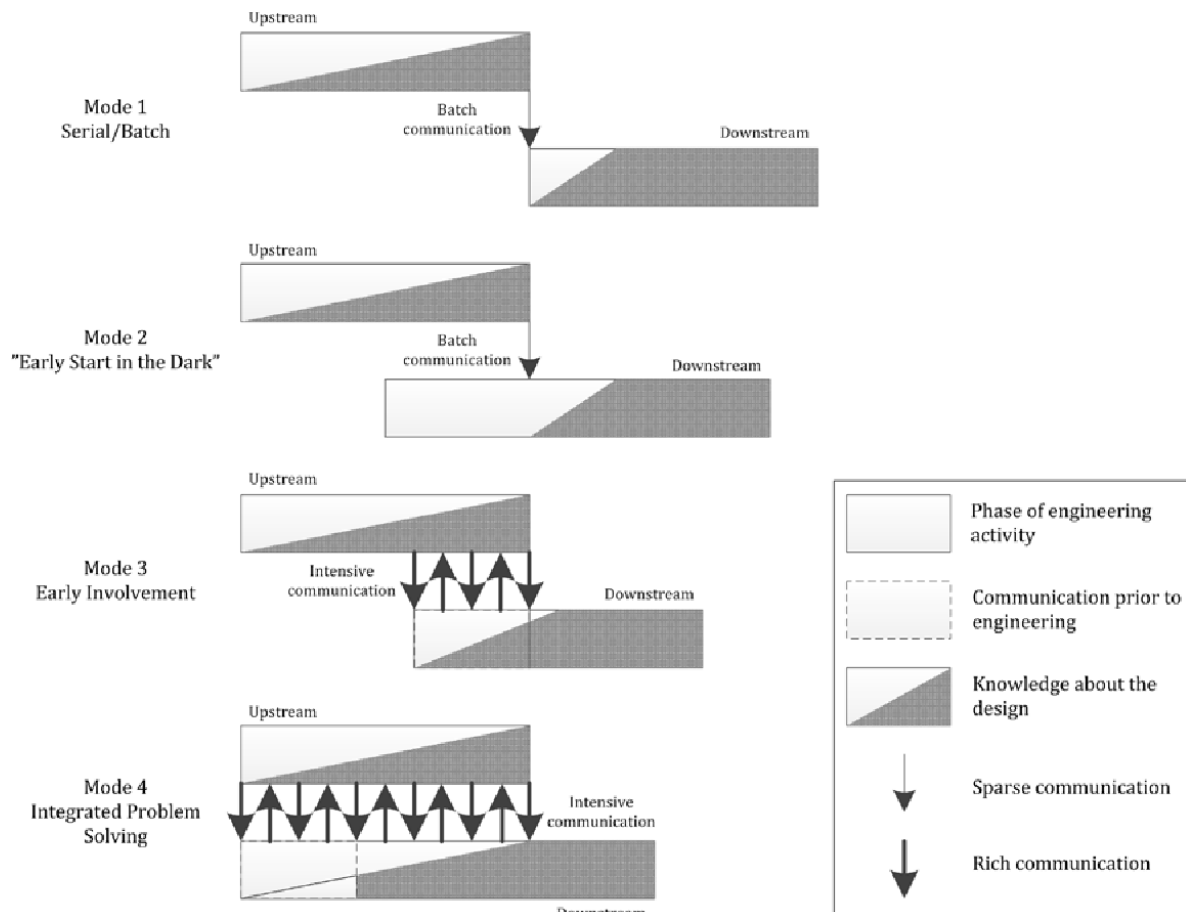 Upstream
Mode 1
Serial/Batch
Batch
communication
Downstream
Upstream
Mode 2
"Early Start in the Dark"
Batch
communication
Downstream
Upstream
Mode 3
Early Involvement
Intensive
communication
Downstream
Upstream
Mode 4
Integrated Problem
Solving
Intensive
communication
Downstream
Phase of engineering
activity
Communication prior to
engineering
Knowledge about the
design
Sparse communication
Rich communication